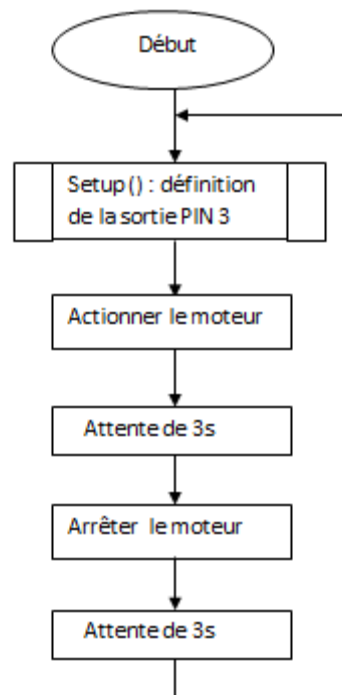 Début
Setup() : définition
de la sortie PIN 3
Actionner le moteur
Attente de 3s
Arrêter le moteur
Attente de 3s